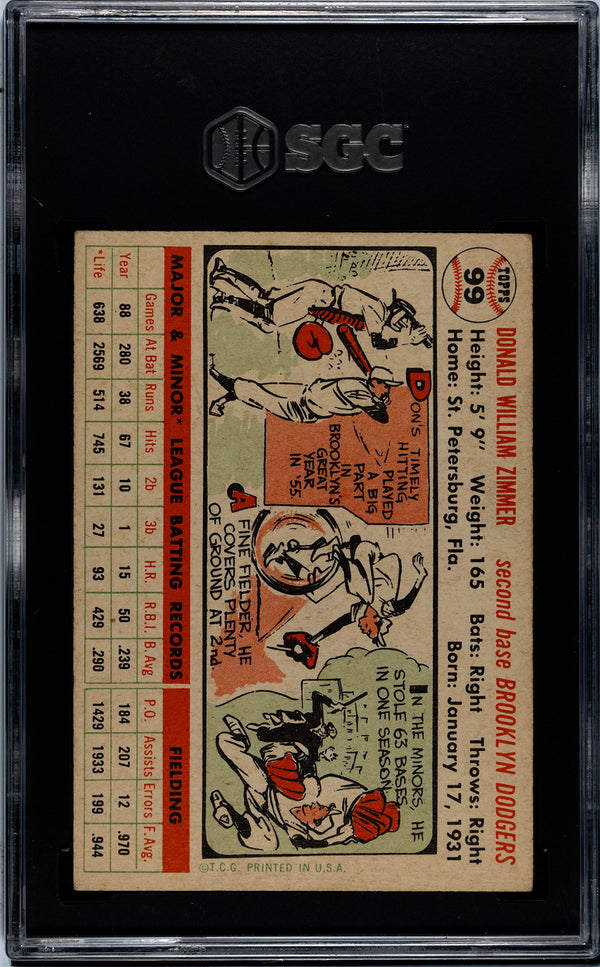 SGC
TOPPS
99
DONALD WILLIAM ZIMMER second base BROOKLYN DODGERS
Height: 5' 9" Weight: 165 Bats: Right Throws: Right
Home: St. Petersburg, Fla. Born: January 17, 1931
DON'S TIMELY
HITTING
PLAYED
A BIG
PART
IN
BROOKLYN'S
GREAT
YEAR
IN '55.
A
FINE FIELDER, HE
COVERS PLENTY
OF GROUND AT 2nd.
IN THE MINORS, HE
STOLE 63 BASES
IN ONE SEASON.
MAJOR & MINOR* LEAGUE BATTING RECORDS FIELDING
Games At Bat Runs Hits 2b 3b H.R. R.B.I. B. Avg P.O. Assists Errors F. Avg.
Year 88 280 38 67 10 1 15 50 .239 184 207 12 .970
*Life 638 2569 514 745 131 27 93 429 .290 1429 1933 199 .944
©T.C.G. PRINTED IN U.S.A.